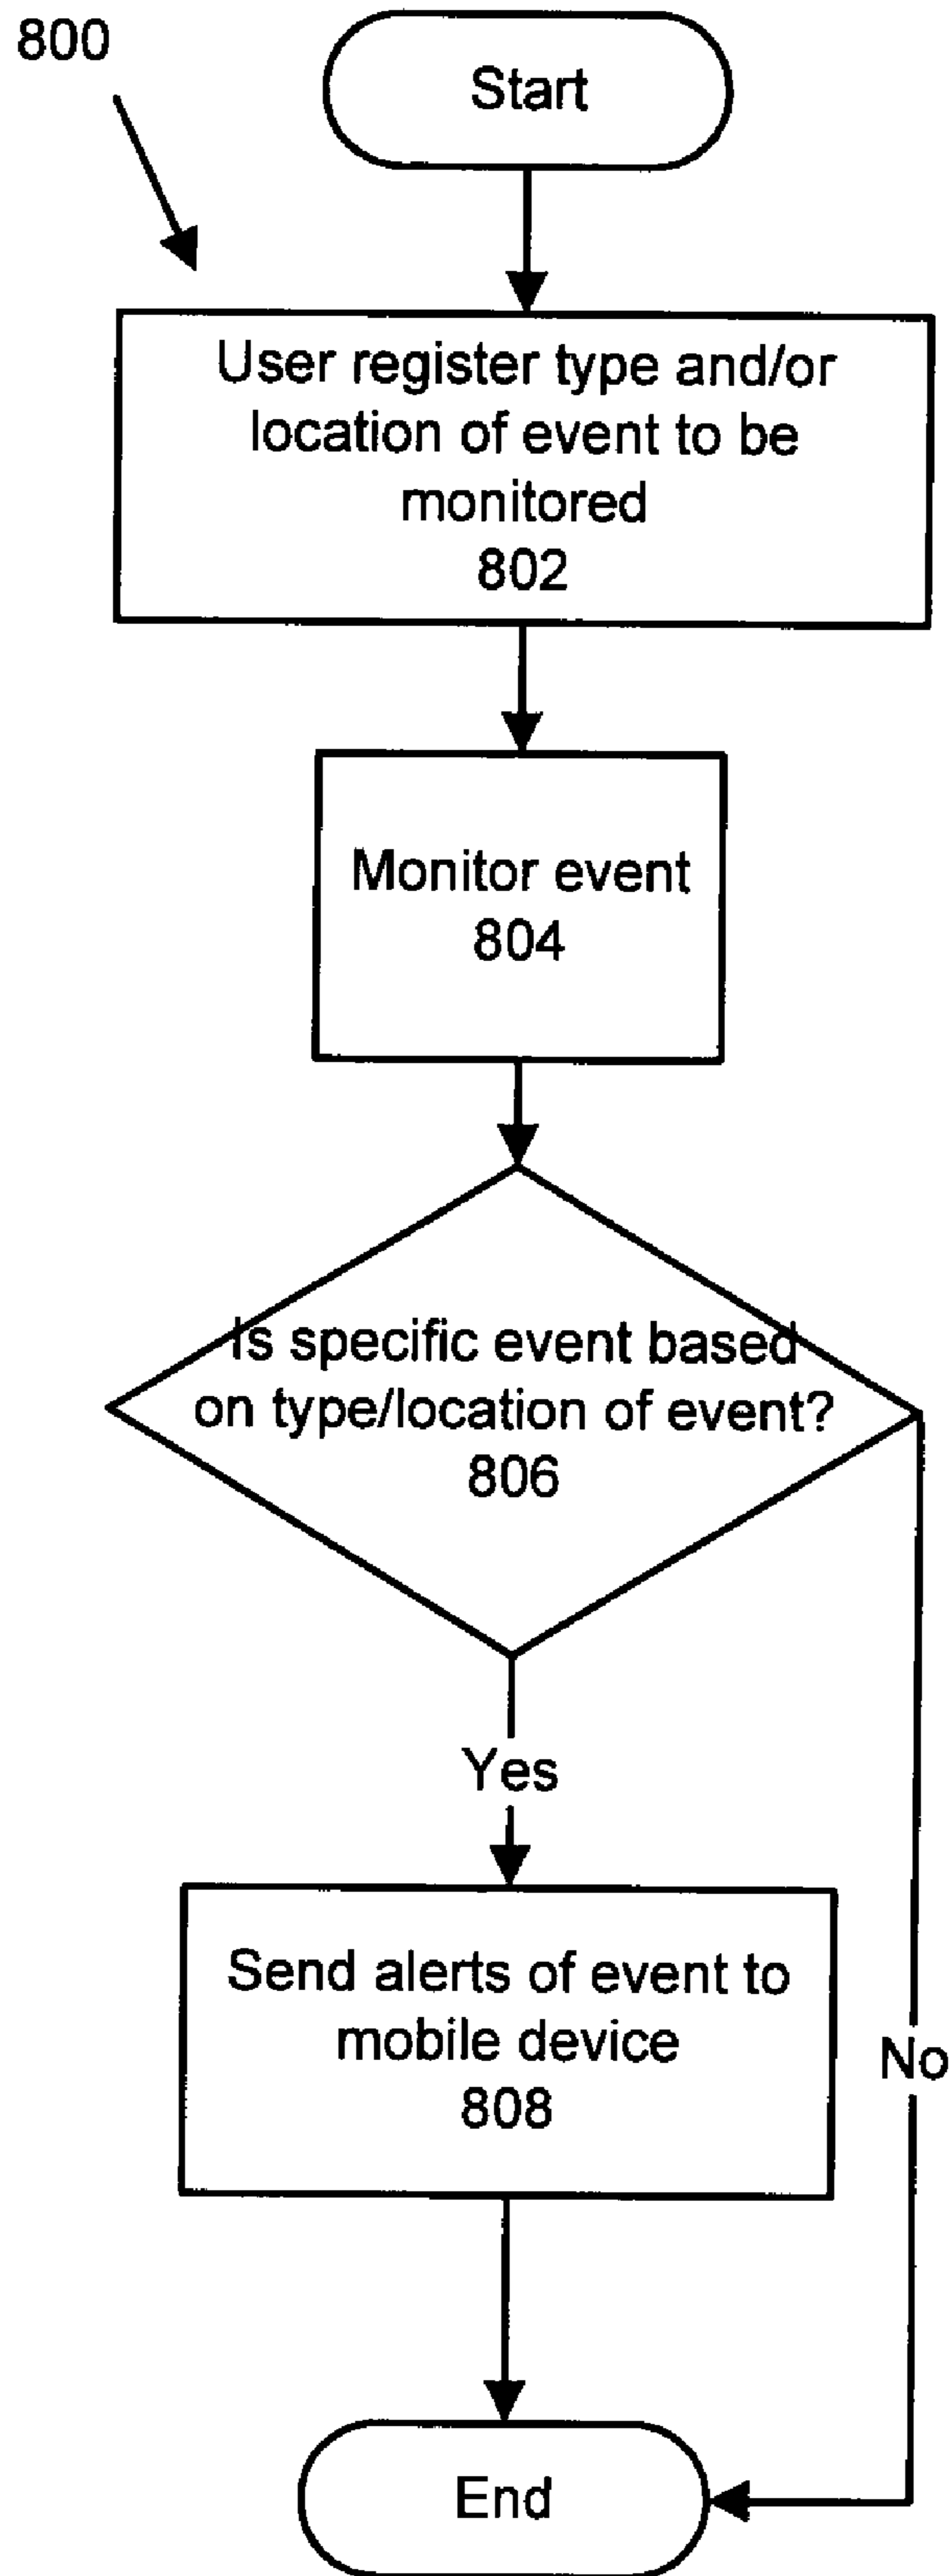 800
Start
User register type and/or
location of event to be
monitored
802
Monitor event
804
Is specific event based
on type/location of event?
806
Yes
Send alerts of event to
mobile device
808
No
End